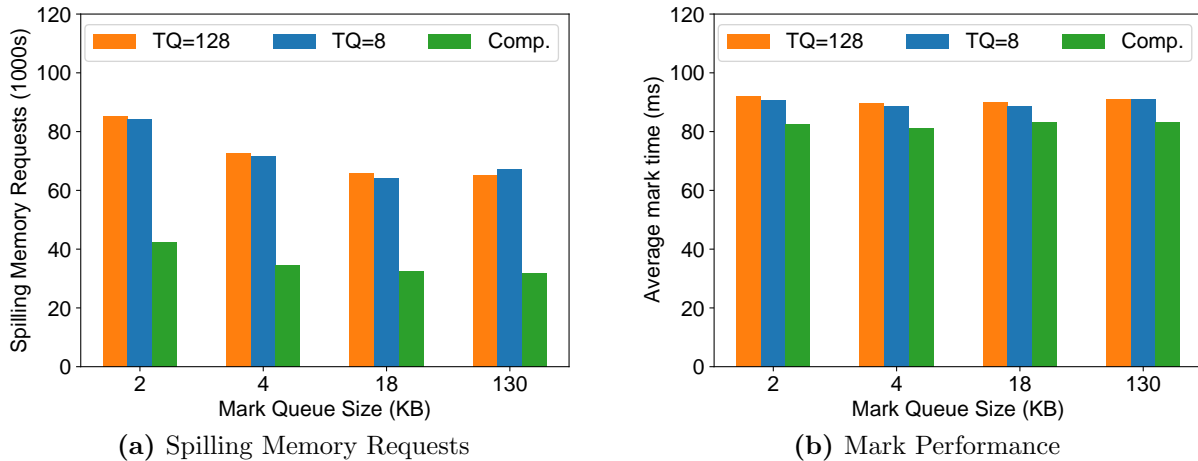 120
100
80
60
40
20
0
Spilling Memory Requests (1000s)
TQ=128 TQ=8 Comp.
2 4 18 130
Mark Queue Size (KB)
(a) Spilling Memory Requests
120
100
80
60
40
20
0
Average mark time (ms)
TQ=128 TQ=8 Comp.
2 4 18 130
Mark Queue Size (KB)
(b) Mark Performance